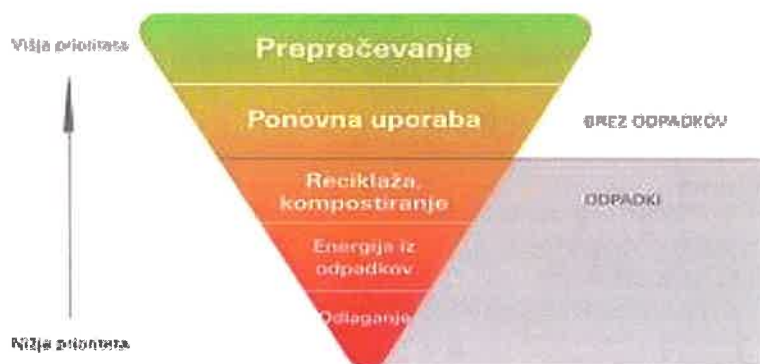 Višja prioriteta
Preprečevanje
Ponovna uporaba
BREZ ODPADKOV
Reciklaža,
kompostiranje
ODPADKI
Energija iz
odpadkov
Odlaganje
Nižja prioriteta